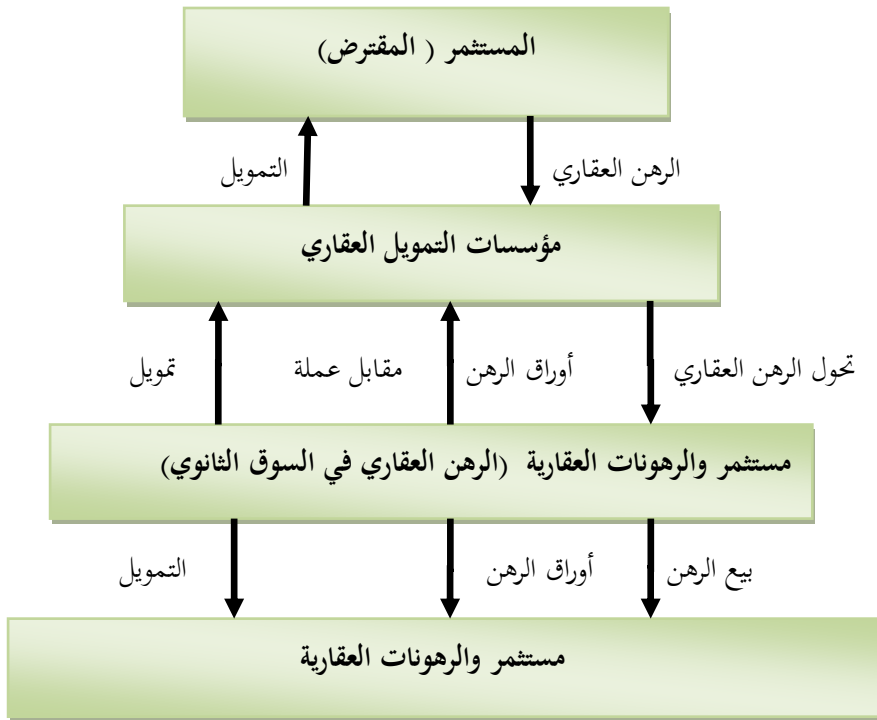 المستثمر ( المقترض)
الرهن العقاري
التمويل
مؤسسات التمويل العقاري
تحول الرهن العقاري
أوراق الرهن
مقابل عملة
تمويل
مستثمر والرهونات العقارية (الرهن العقاري في السوق الثانوي)
بيع الرهن
أوراق الرهن
التمويل
مستثمر والرهونات العقارية